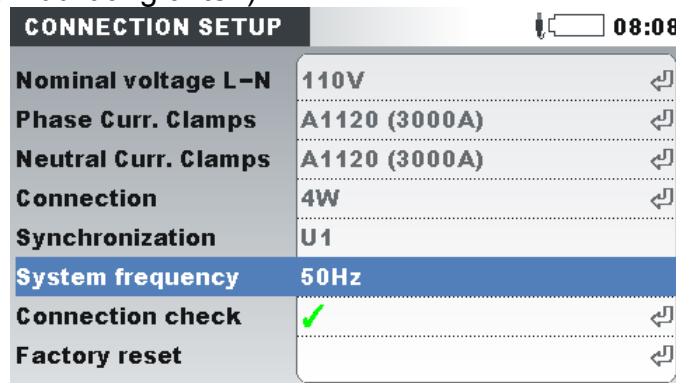 CONNECTION SETUP 08:08
Nominal voltage L-N 110V
Phase Curr. Clamps A1120 (3000A)
Neutral Curr. Clamps A1120 (3000A)
Connection 4W
Synchronization U1
System frequency 50Hz
Connection check ✓
Factory reset